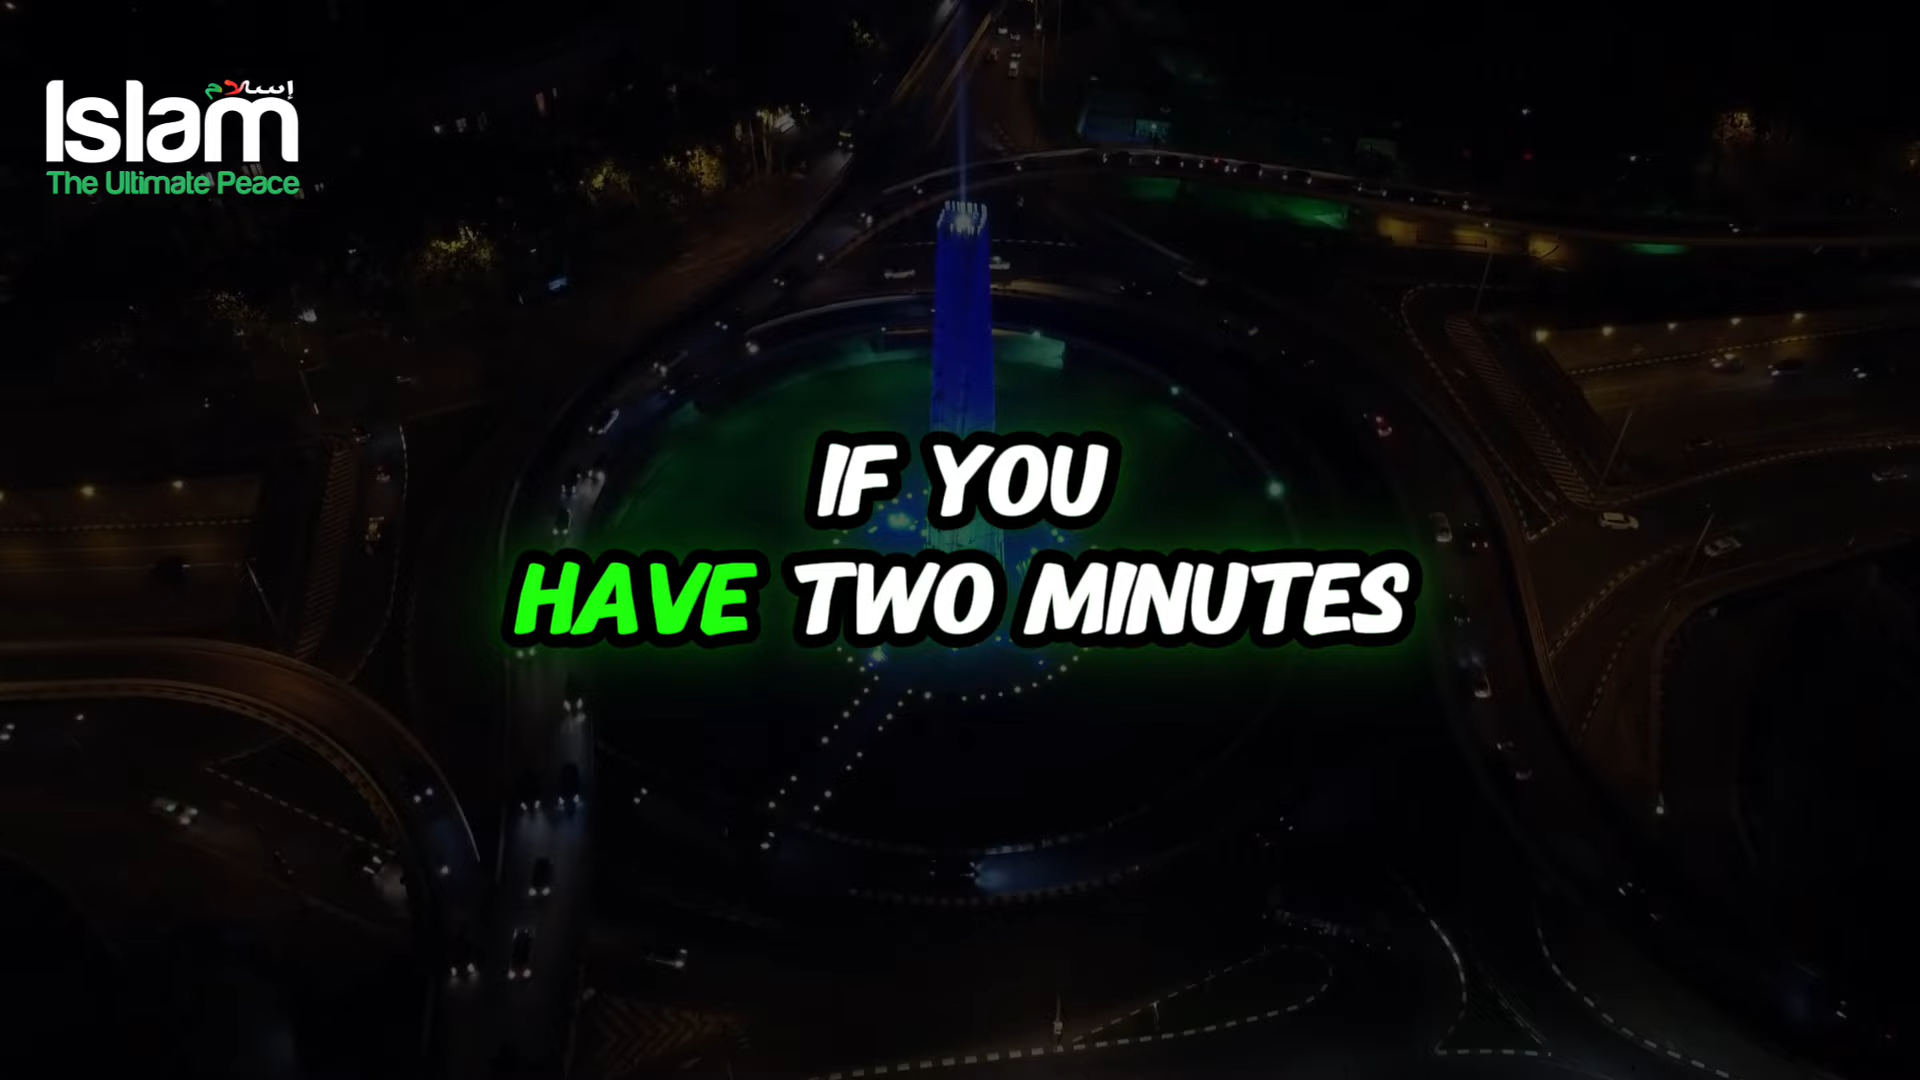 إسلام
Islam
The Ultimate Peace
IF YOU
HAVE TWO MINUTES